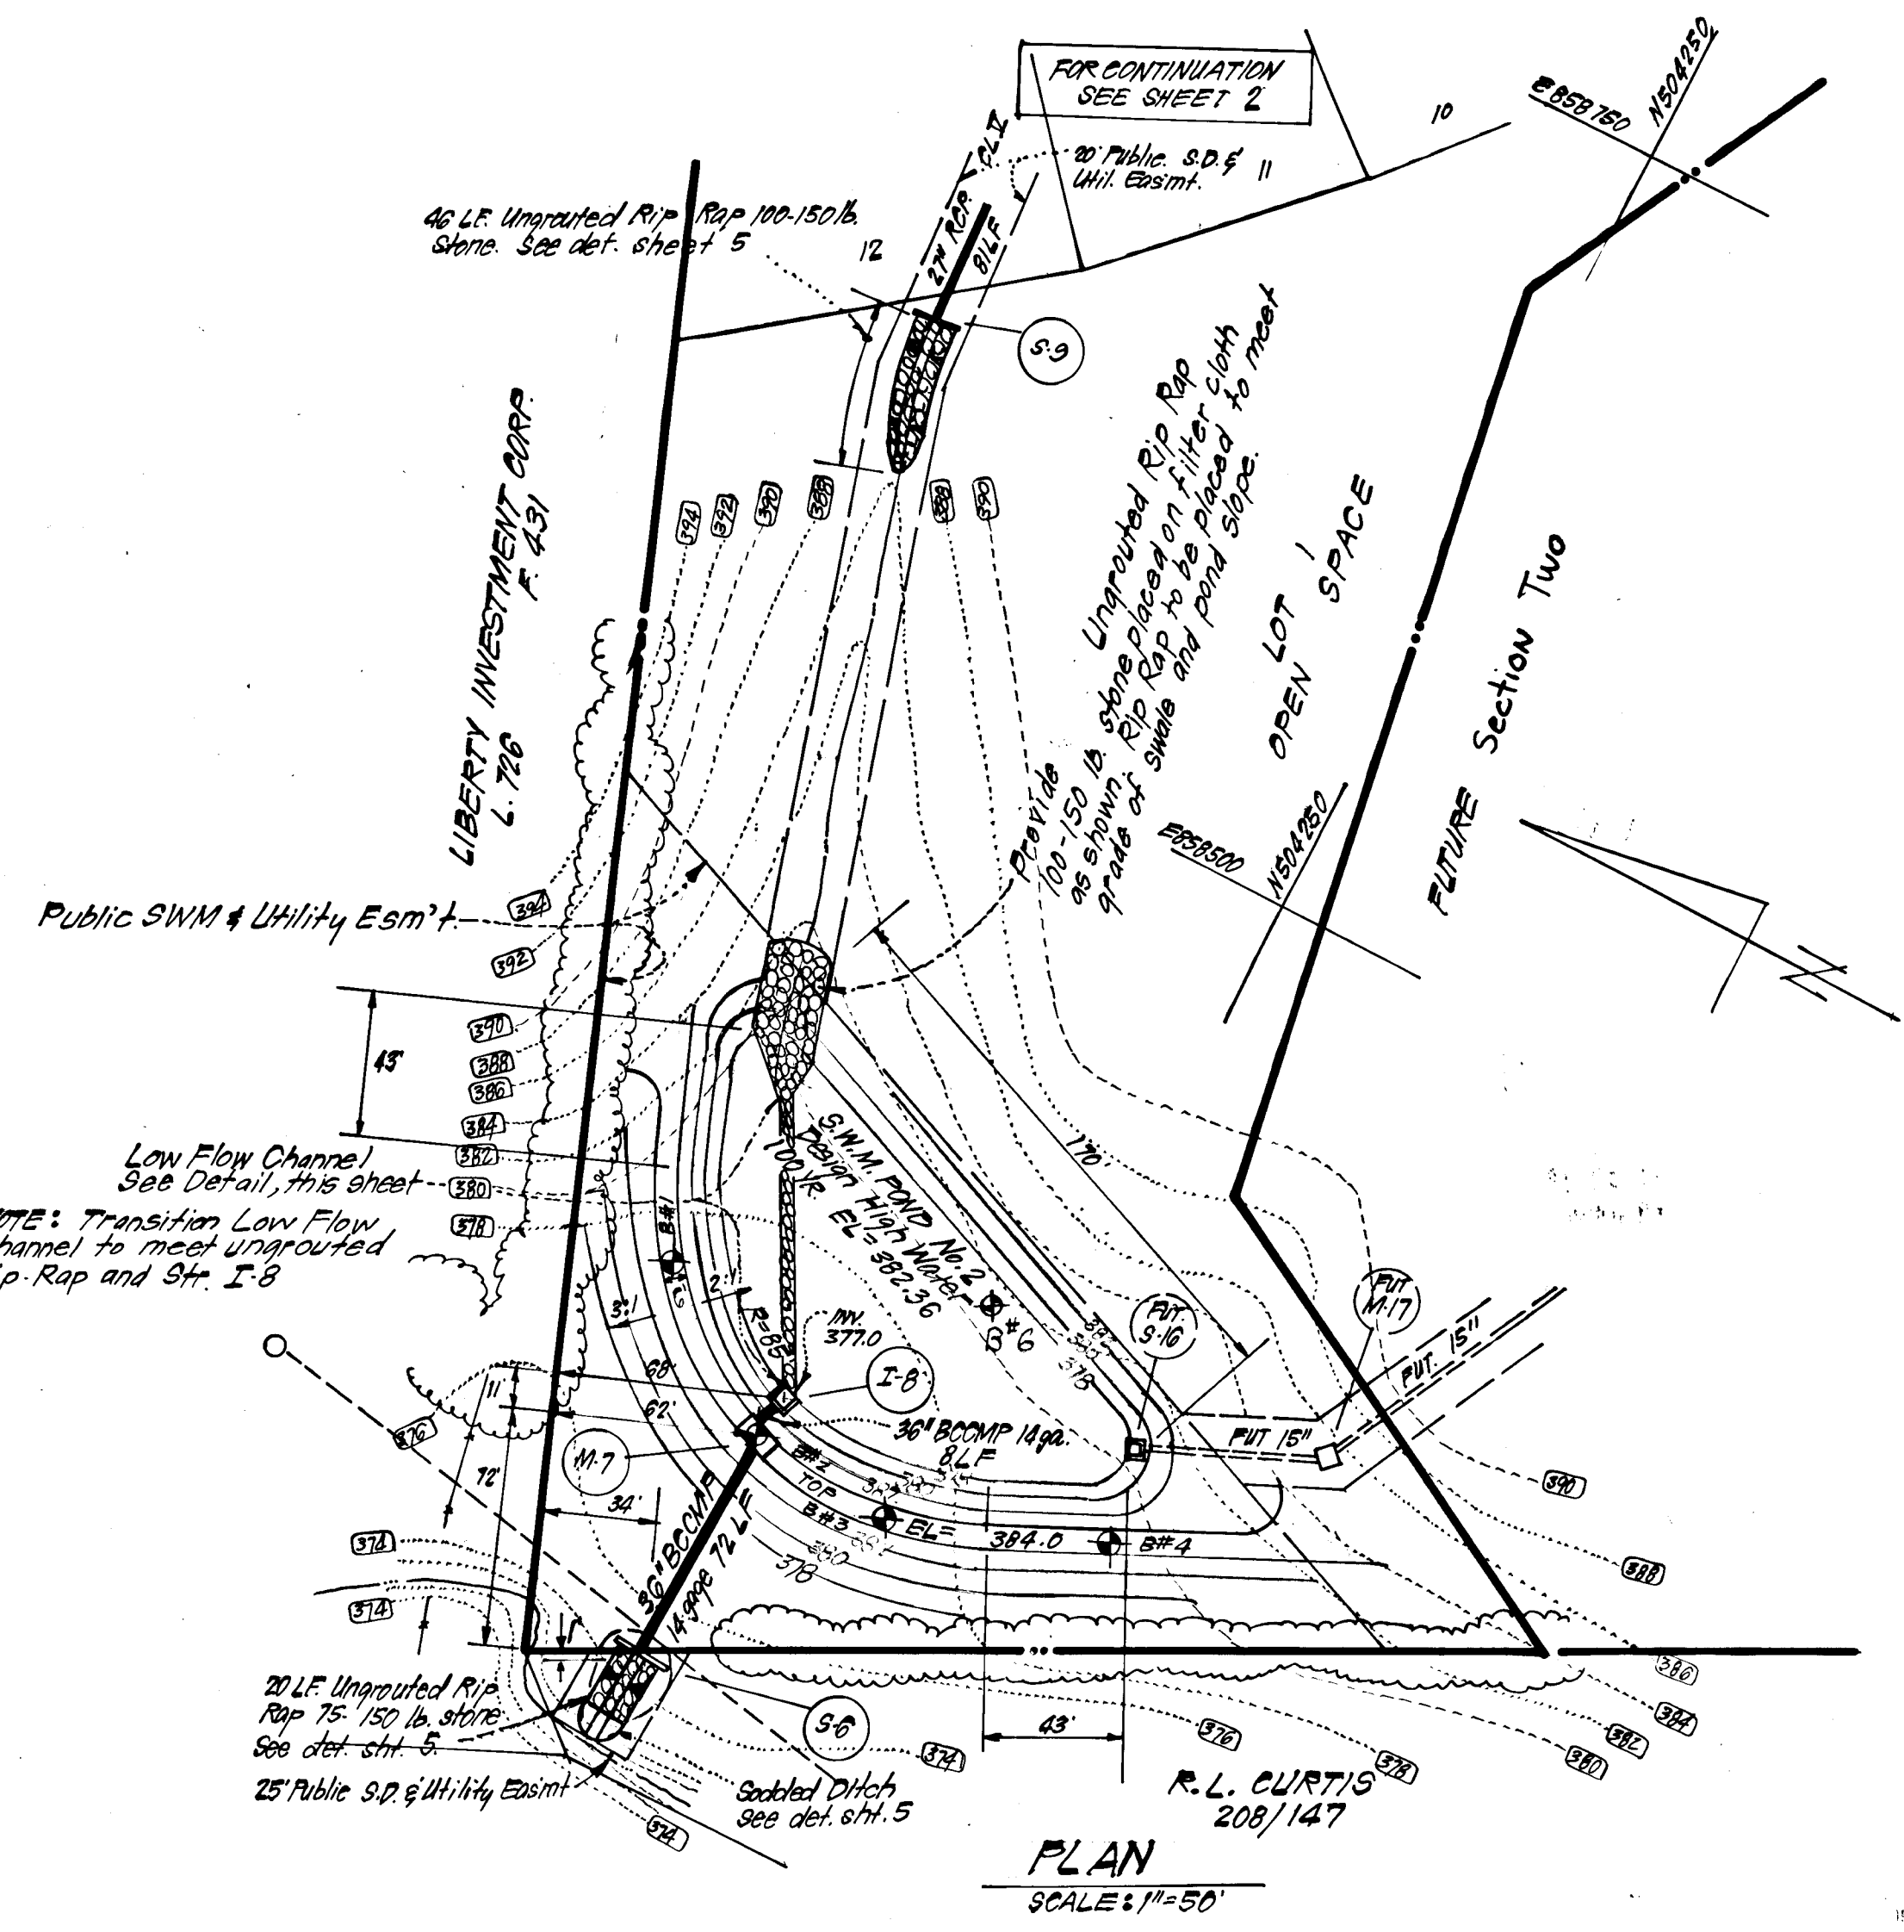 FOR CONTINUATION
SEE SHEET 2
10
E 858750
N504250
CL V
20' Public. S.D. &
Util. Easmt.
11
46 LF. Ungrouted Rip Rap 100-150 lb.
Stone. See det. sheet 5
12
27" RCP.
81 LF
S-9
LIBERTY INVESTMENT CORP.
L. 726 F. 431
394
392
390
388
388
390
Provide Ungrouted Rip Rap
100-150 lb. stone placed on filter cloth
as shown. Rip Rap to be placed to meet
grade of swale and pond slope.
LOT 1
OPEN SPACE
FUTURE Section Two
E858500
N504250
N
Public SWM & Utility Esm't.
394
392
390
388
386
384
382
380
378
43'
Low Flow Channel
See Detail, this sheet
NOTE: Transition Low Flow
Channel to meet ungrouted
Rip-Rap and Str. I-8
S.W.M. POND No. 2
Design High Water
100 YR. EL= 382.36
170'
B#1
2:1
3:1
R=85
INV.
377.0
I-8
B#6
378
FUT.
S-16
FUT
M-17
FUT. 15"
FUT 15"
68'
11'
62'
72'
34'
376
M-7
36" BCCMP 14 ga.
8 LF
B#2
TOP
B#3
EL=
384.0
B#4
380
378
36" BCCMP
14 gage 72 LF
374
374
390
388
386
384
382
380
378
376
374
374
1'
20 LF. Ungrouted Rip
Rap 75-150 lb. stone
See det. sht. 5.
25' Public S.D. & Utility Easmt
S-6
Sodded Ditch
see det. sht. 5
43'
R.L. CURTIS
208/147
PLAN
SCALE: 1"=50'